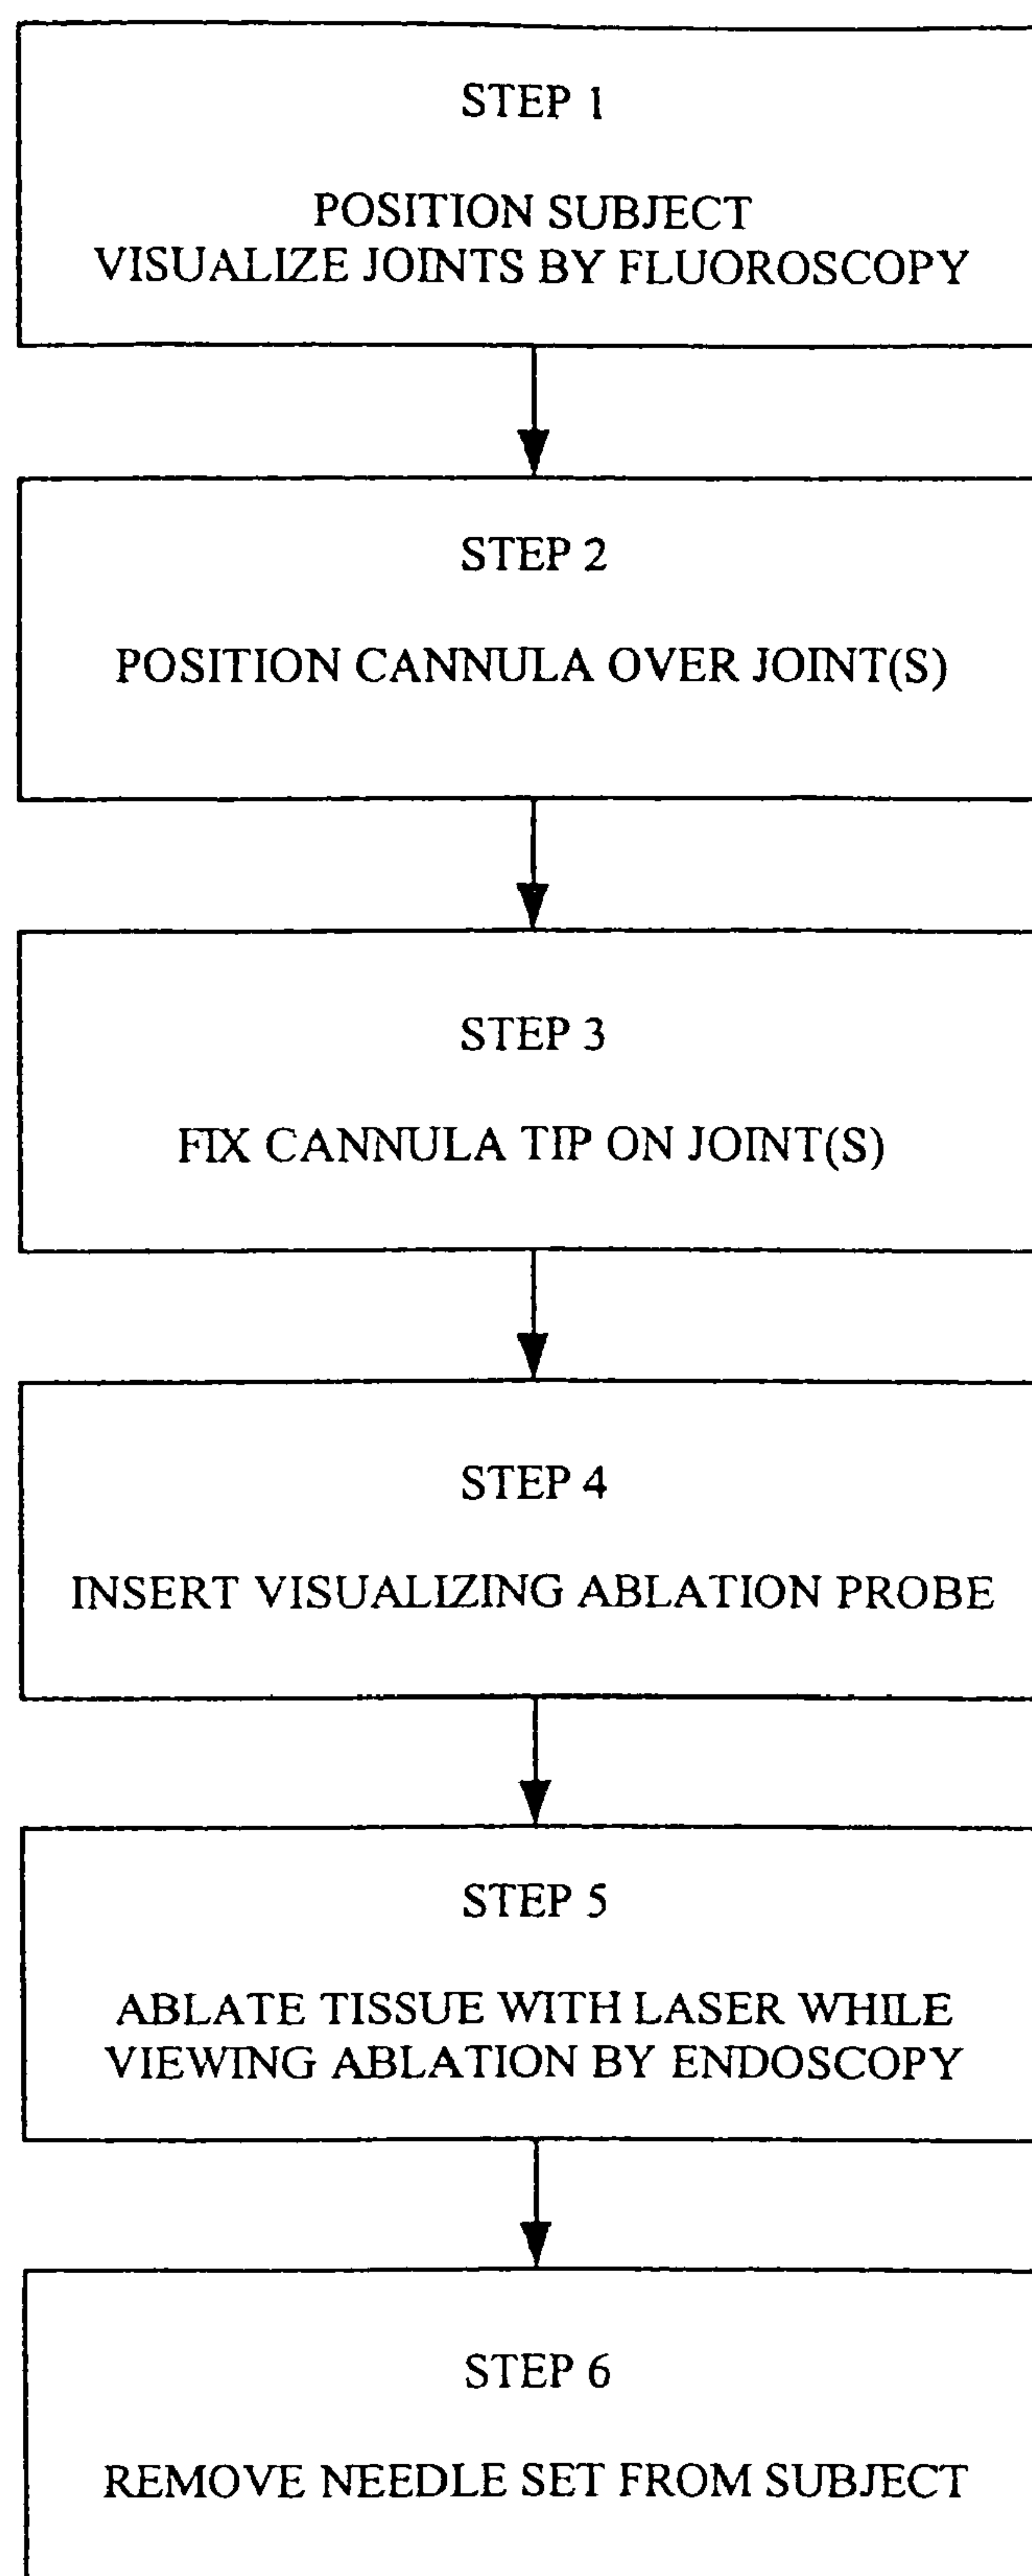 STEP 1
POSITION SUBJECT
VISUALIZE JOINTS BY FLUOROSCOPY
STEP 2
POSITION CANNULA OVER JOINT(S)
STEP 3
FIX CANNULA TIP ON JOINT(S)
STEP 4
INSERT VISUALIZING ABLATION PROBE
STEP 5
ABLATE TISSUE WITH LASER WHILE
VIEWING ABLATION BY ENDOSCOPY
STEP 6
REMOVE NEEDLE SET FROM SUBJECT